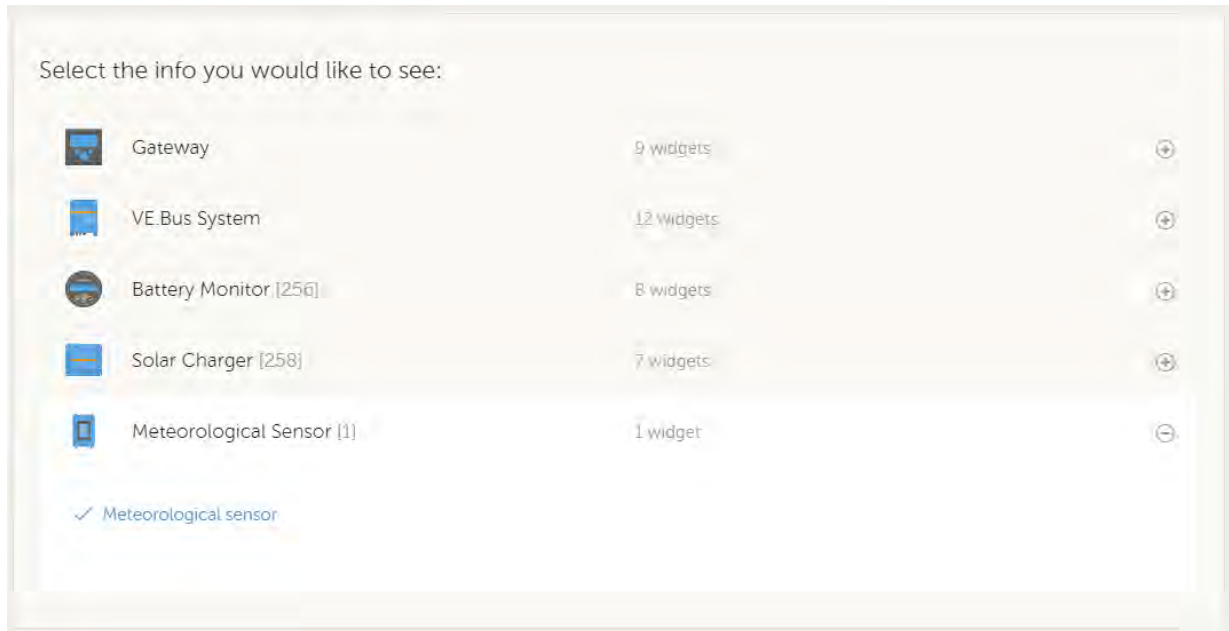 Select the info you would like to see:
Gateway 9 widgets
VE.Bus System 12 widgets
Battery Monitor [256] 8 widgets
Solar Charger [258] 7 widgets
Meteorological Sensor [1] 1 widget
Meteorological sensor